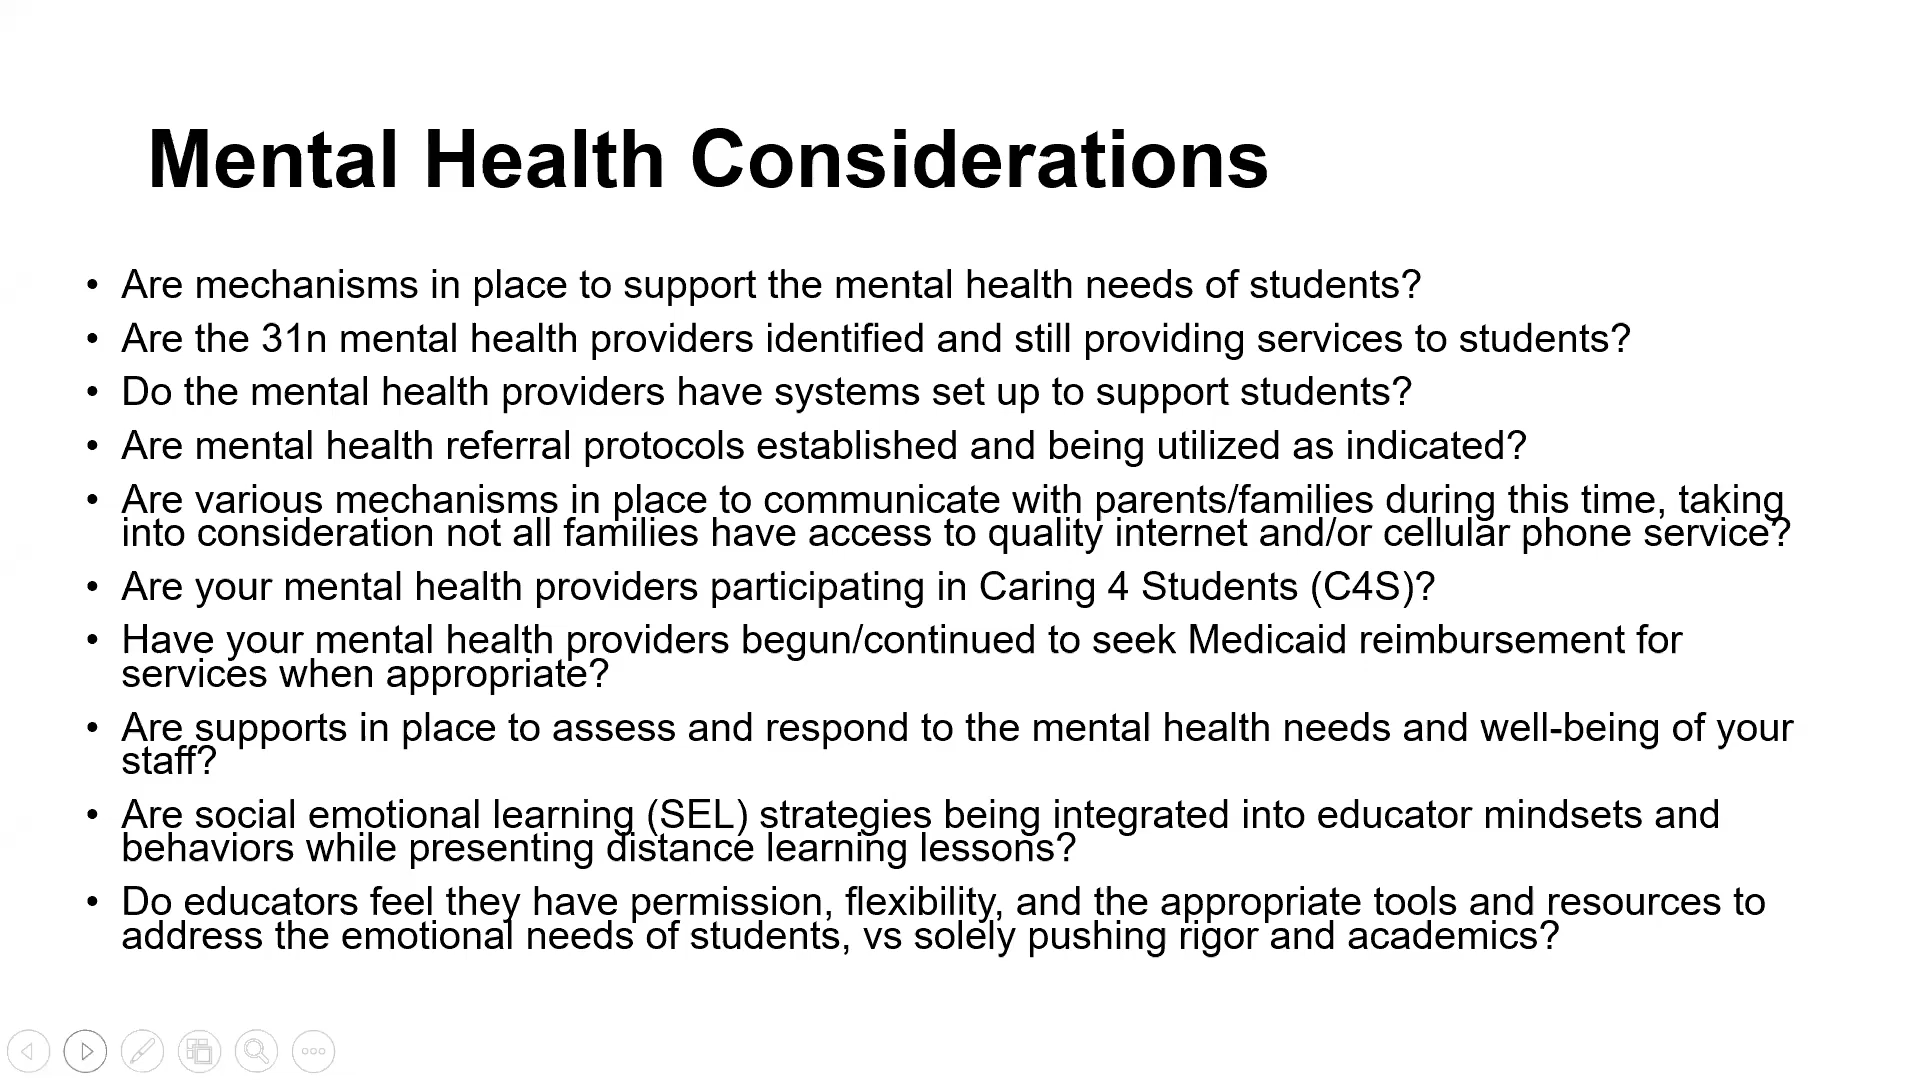 Mental Health Considerations
• Are mechanisms in place to support the mental health needs of students?
• Are the 31n mental health providers identified and still providing services to students?
• Do the mental health providers have systems set up to support students?
• Are mental health referral protocols established and being utilized as indicated?
• Are various mechanisms in place to communicate with parents/families during this time, taking
into consideration not all families have access to quality internet and/or cellular phone service?
• Are your mental health providers participating in Caring 4 Students (C4S)?
• Have your mental health providers begun/continued to seek Medicaid reimbursement for
services when appropriate?
• Are supports in place to assess and respond to the mental health needs and well-being of your
staff?
• Are social emotional learning (SEL) strategies being integrated into educator mindsets and
behaviors while presenting distance learning lessons?
• Do educators feel they have permission, flexibility, and the appropriate tools and resources to
address the emotional needs of students, vs solely pushing rigor and academics?